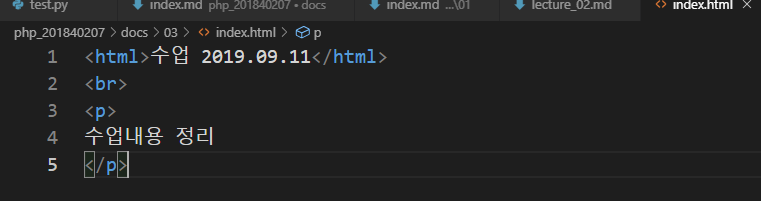 test.py index.md php_201840207 • docs index.md ...\01 lecture_02.md <> index.html ×
php_201840207 > docs > 03 > <> index.html > p
1 <html>수업 2019.09.11</html>
2 <br>
3 <p>
4 수업내용 정리
5 </p>